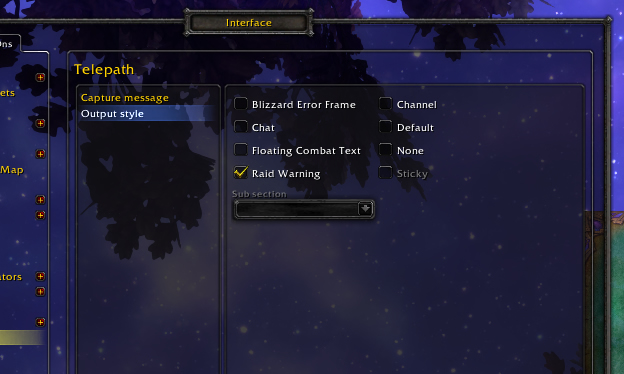 Interface
Ons
Telepath
ets
Capture message
Output style
Blizzard Error Frame
Channel
Chat
Default
Floating Combat Text
None
Map
Raid Warning
Sticky
Sub section
ators